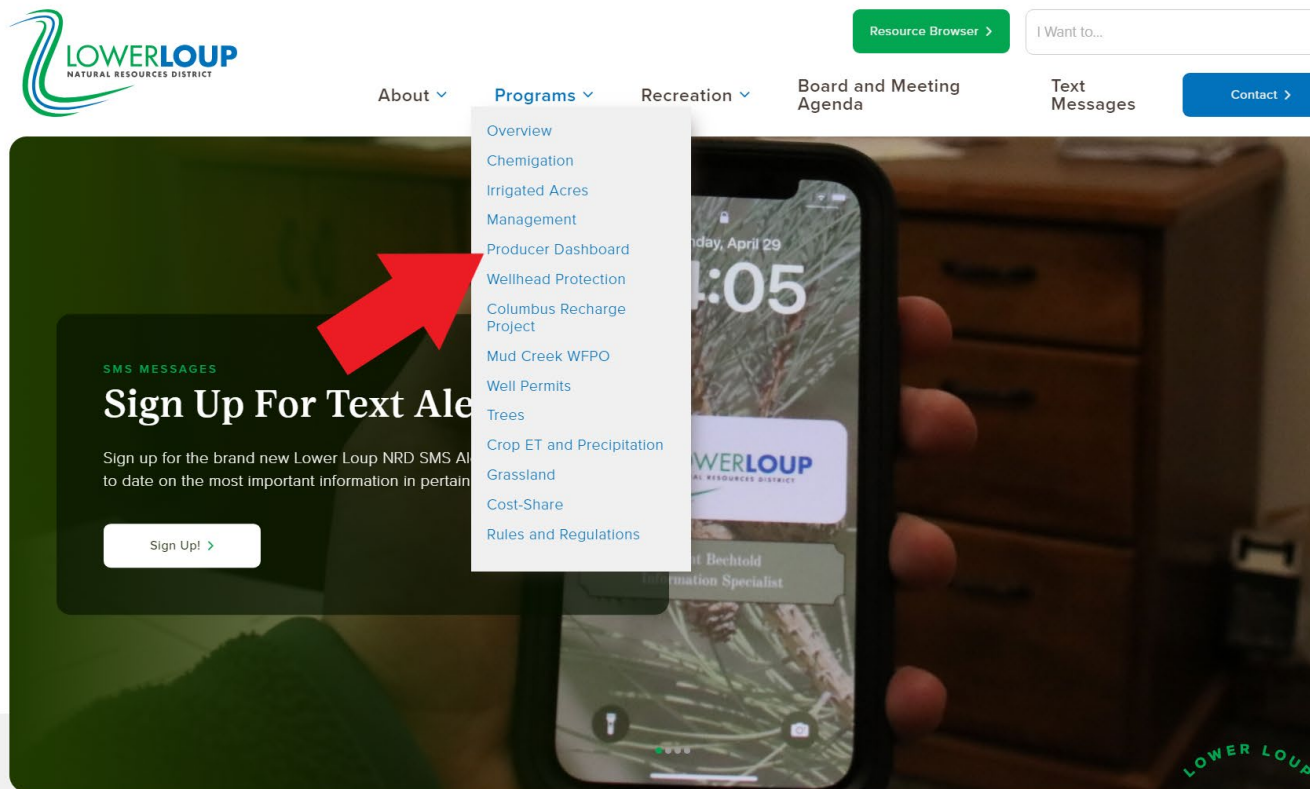 LOWERLOUP
NATURAL RESOURCES DISTRICT
Resource Browser >
I Want to...
About
Programs
Recreation
Board and Meeting
Agenda
Text
Messages
Contact >
Overview
Chemigation
Irrigated Acres
Management
Producer Dashboard
Wellhead Protection
Columbus Recharge
Project
Mud Creek WFPO
Well Permits
Trees
Crop ET and Precipitation
Grassland
Cost-Share
Rules and Regulations
SMS MESSAGES
Sign Up For Text Ale
Sign up for the brand new Lower Loup NRD SMS Al
to date on the most important information in pertain
Sign Up! >
day, April 29
:05
WERLOUP
AL RESOURCES DISTRICT
t Bechtold
Information Specialist
LOWER LOUP